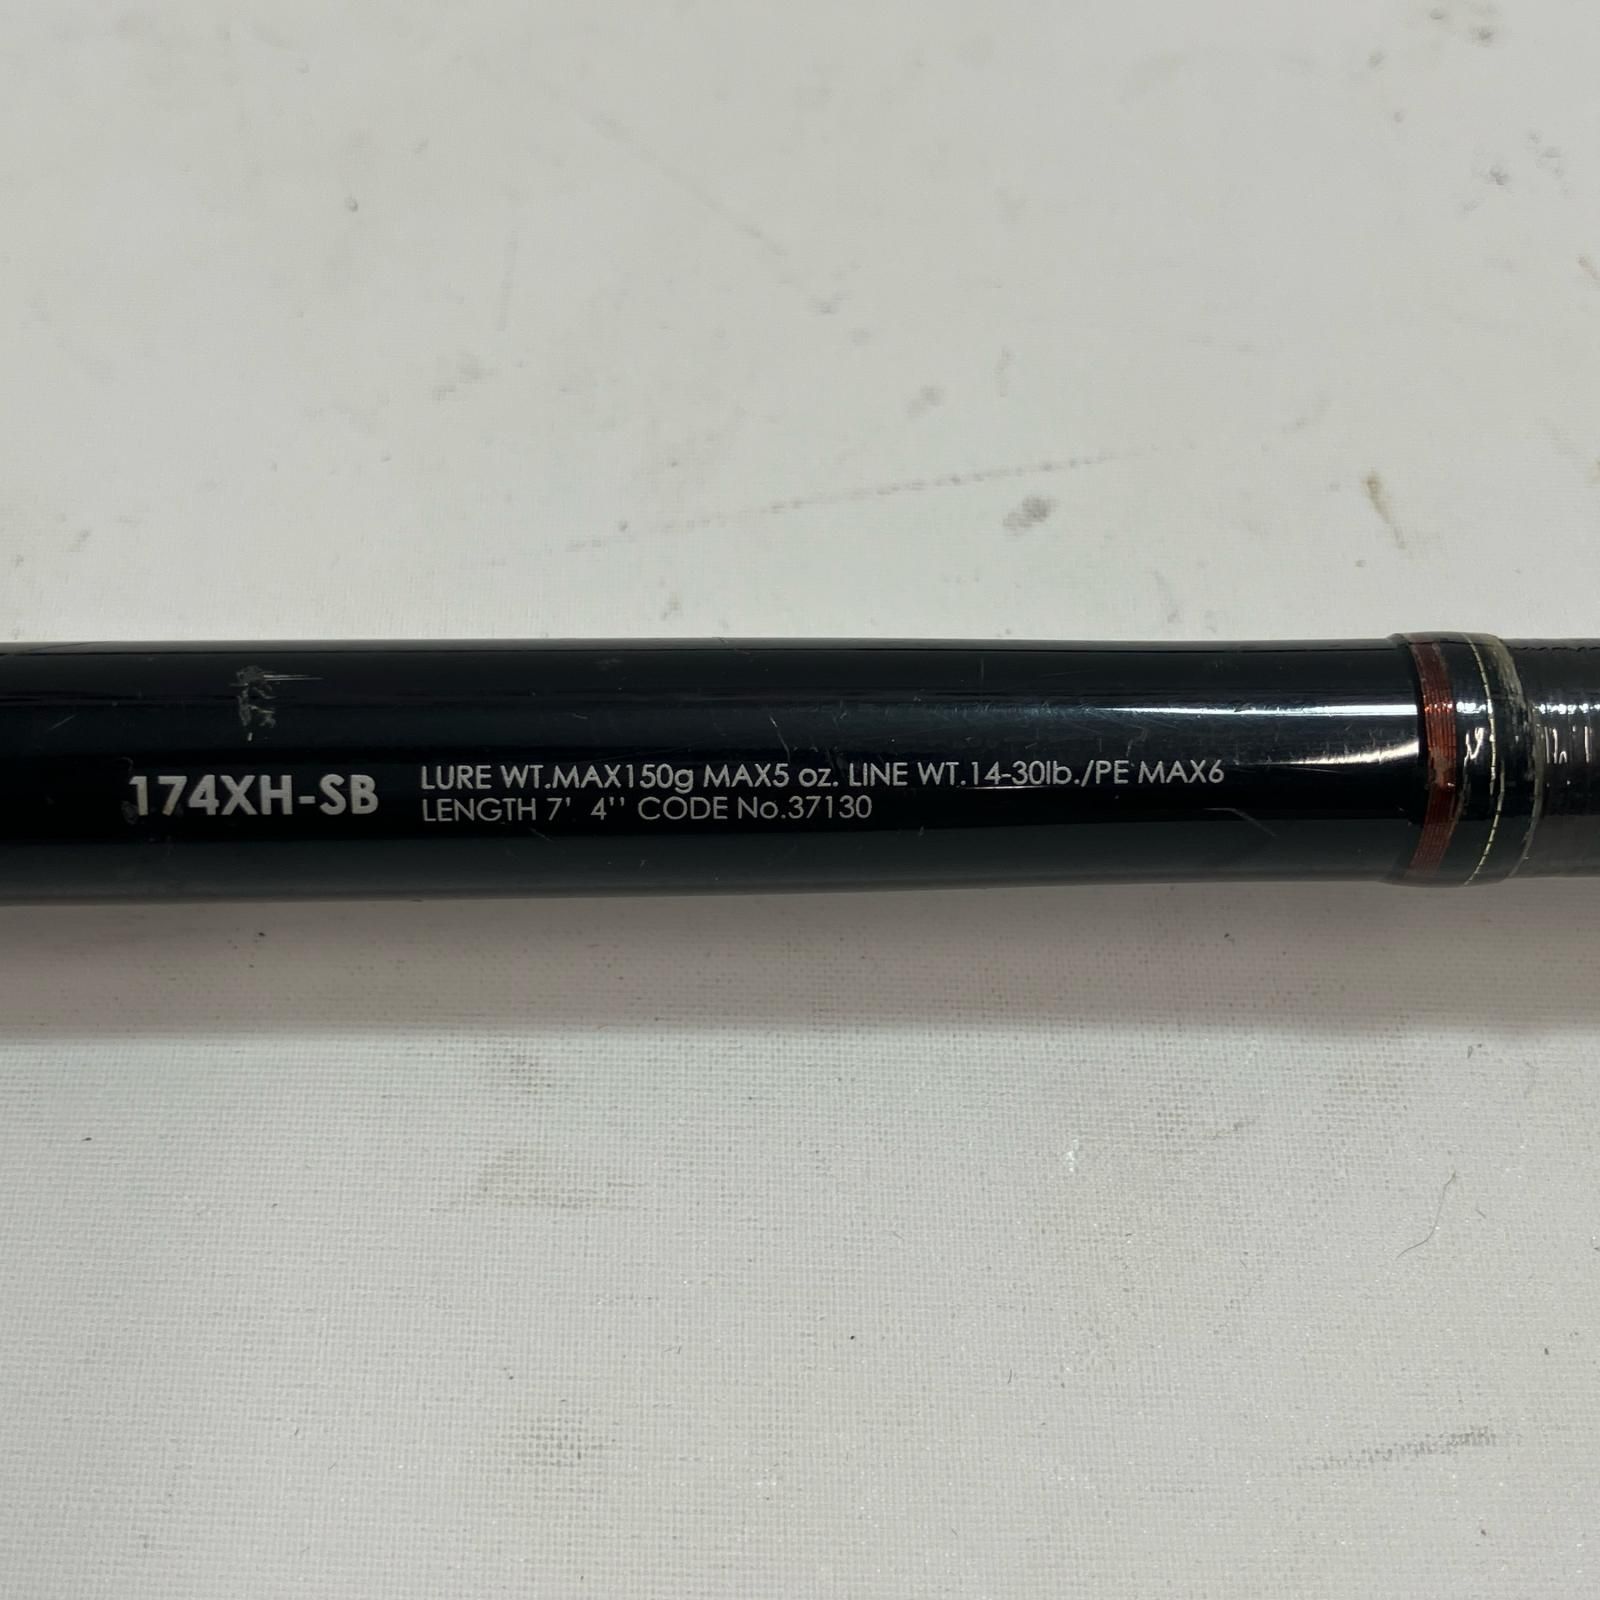 174XH-SB
LURE WT.MAX150g MAX5 oz. LINE WT.14-30lb./PE MAX6
LENGTH 7' 4'' CODE No.37130